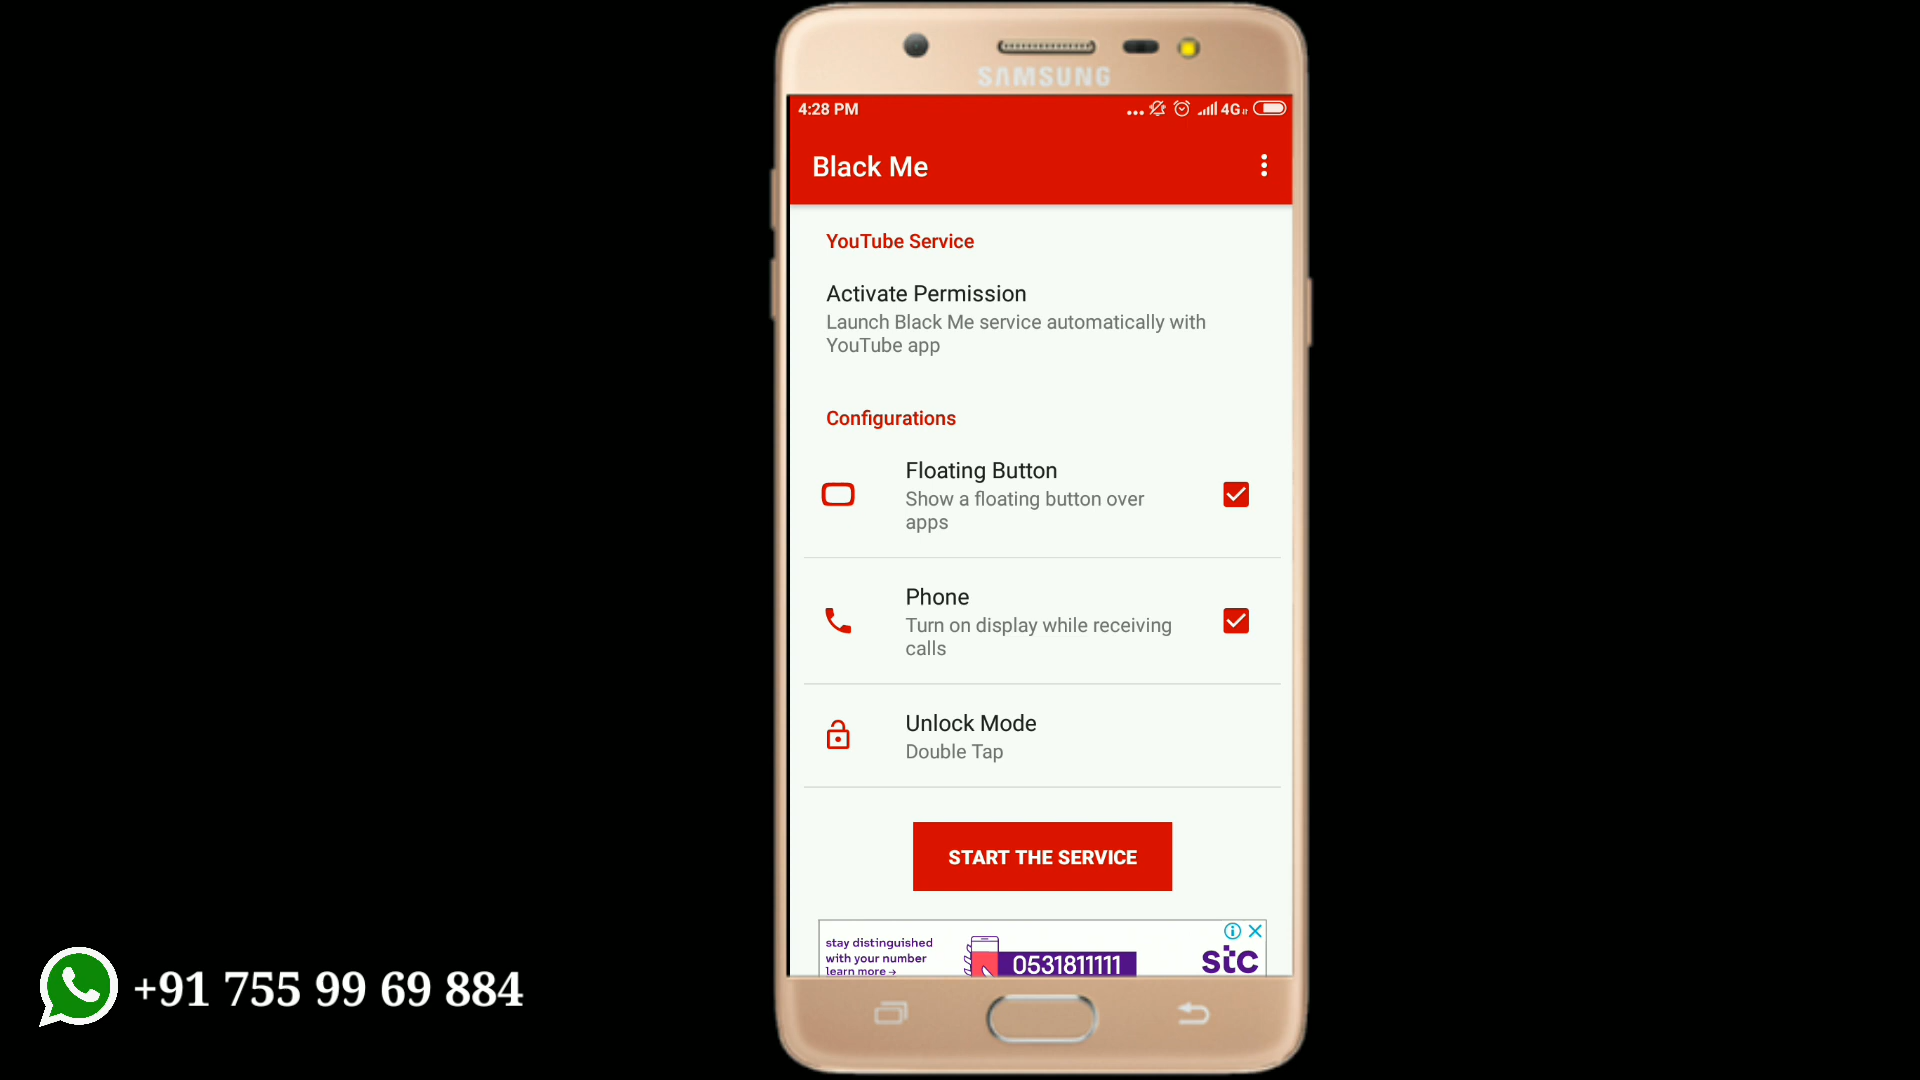 SAMSUNG
4:28 PM
4G
Black Me
YouTube Service
Activate Permission
Launch Black Me service automatically with
YouTube app
Configurations
Floating Button
Show a floating button over
apps
Phone
Turn on display while receiving
calls
Unlock Mode
Double Tap
START THE SERVICE
stay distinguished
with your number
learn more →
0531811111
stc
+91 755 99 69 884